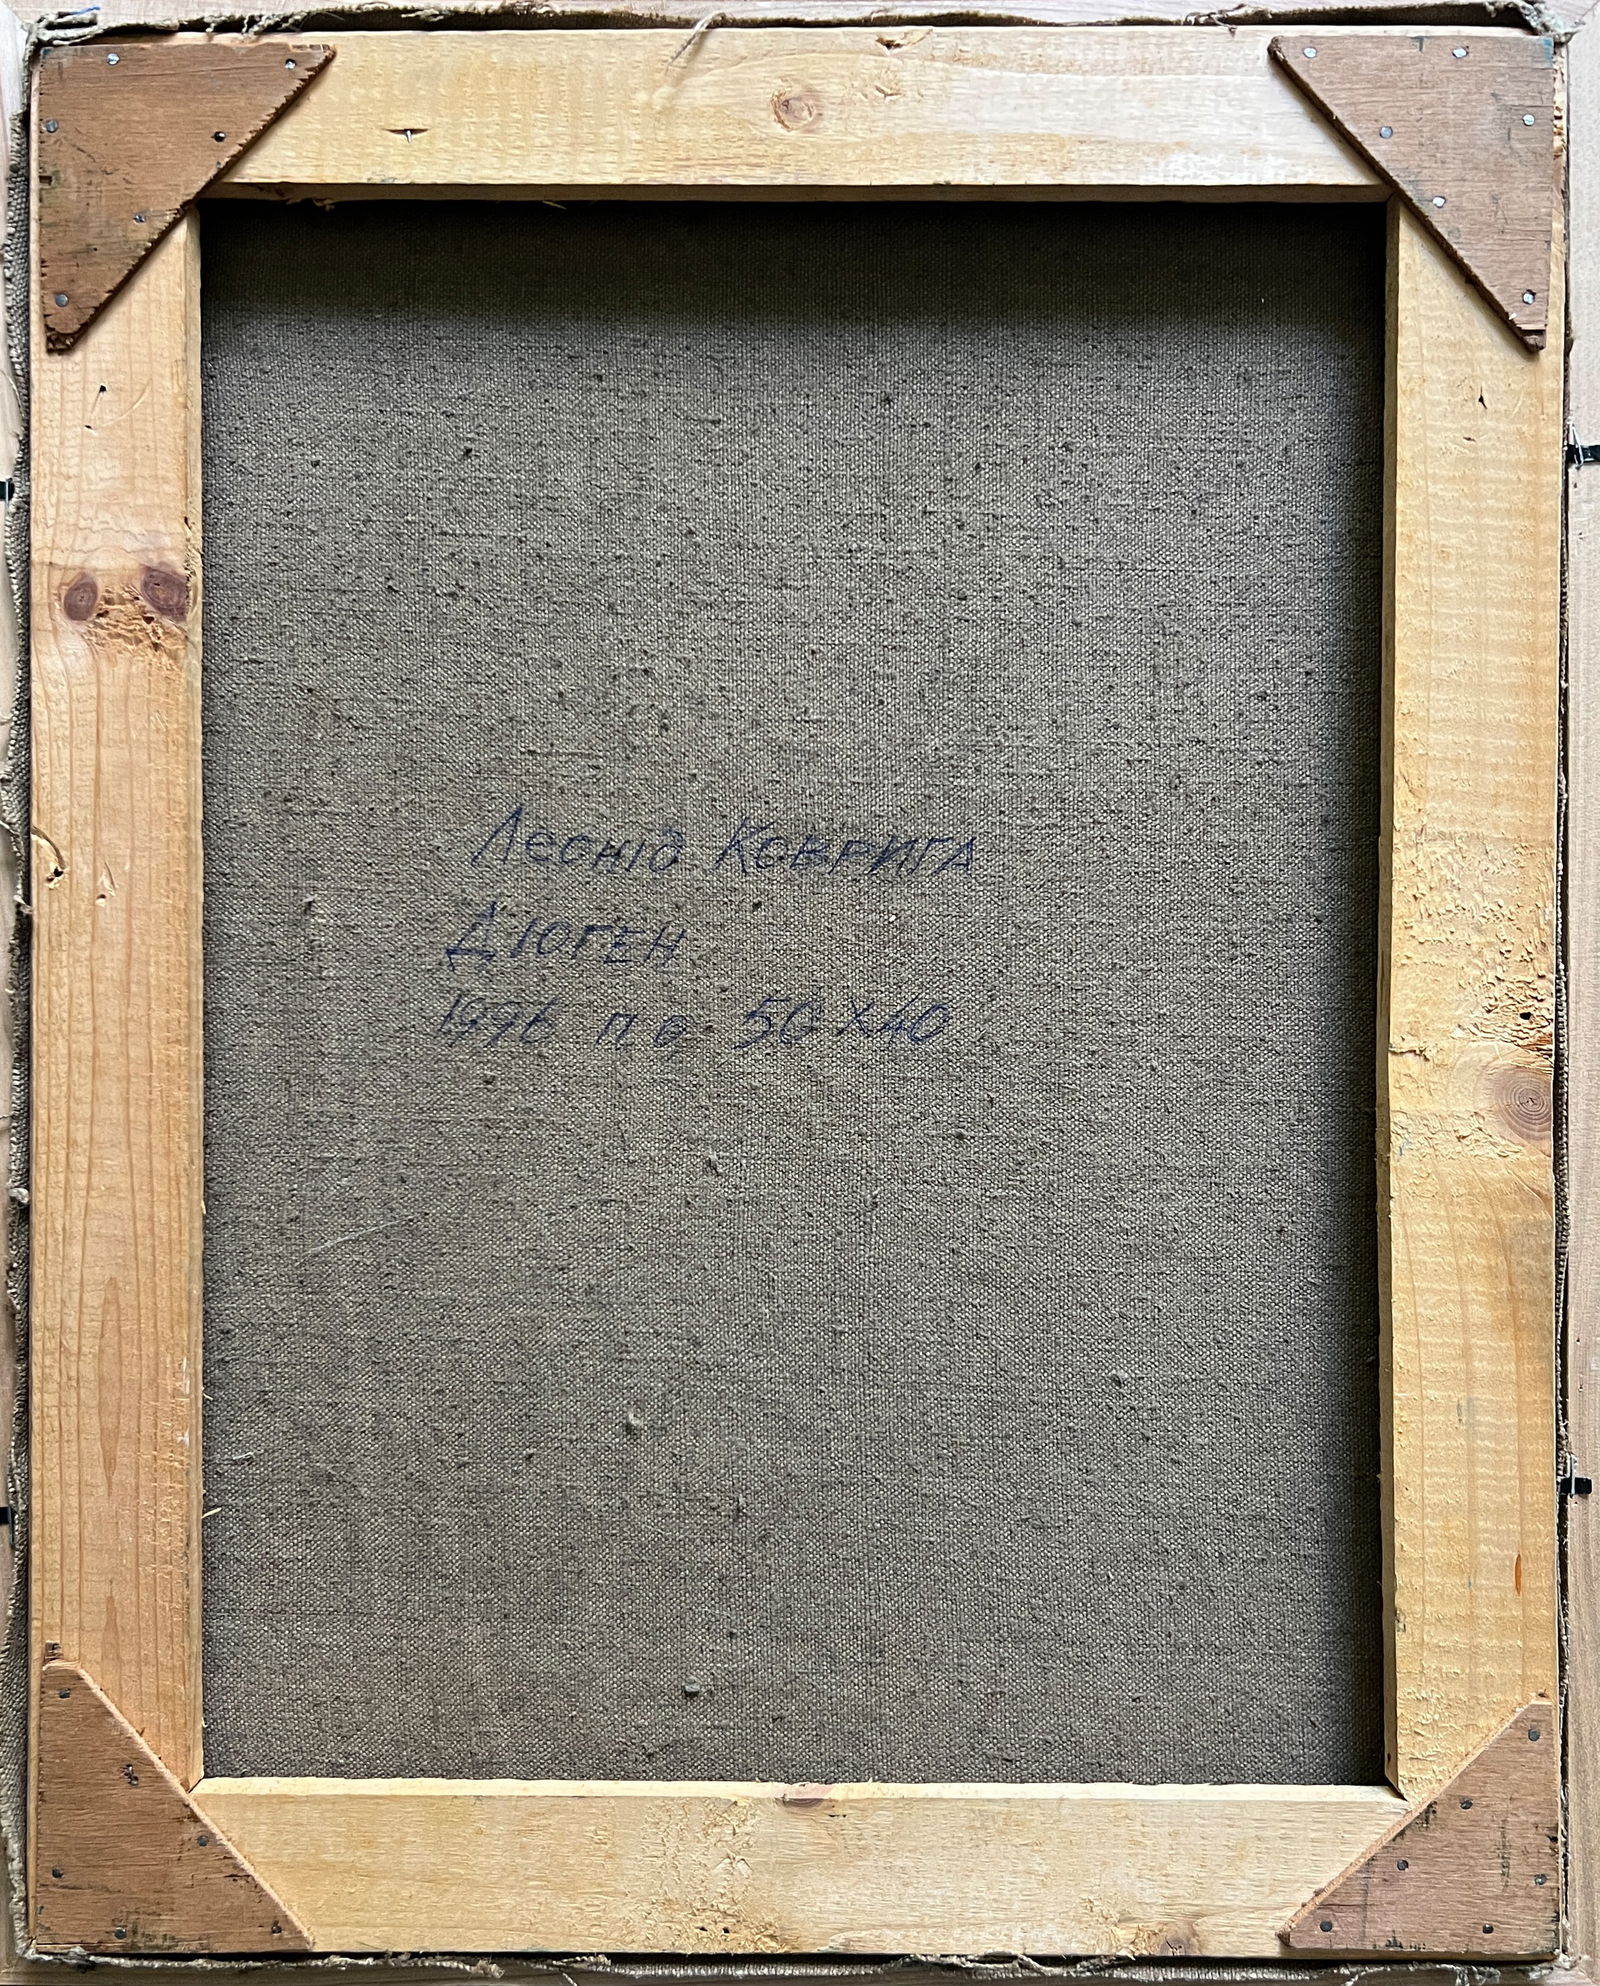 Леонід Коврига
Діоген
1996 п о 50х40